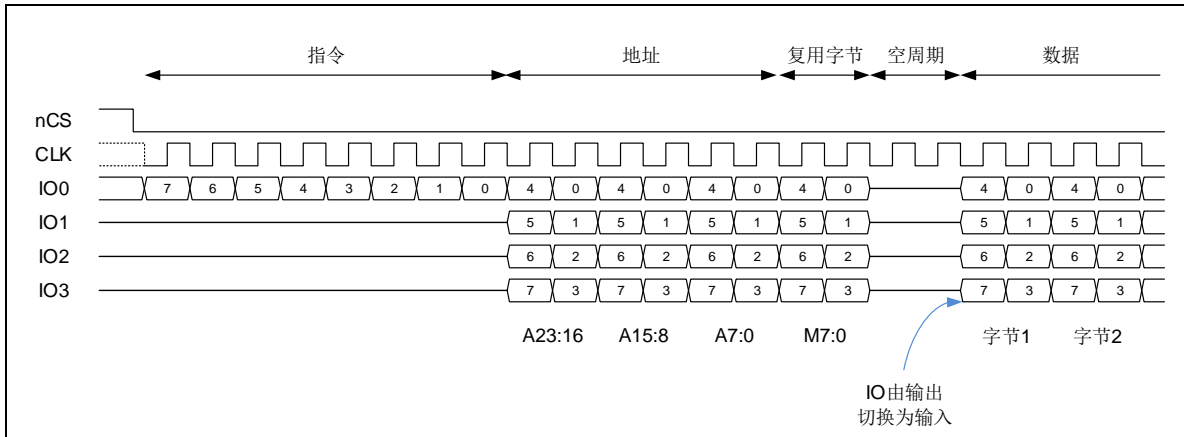 指令 地址 复用字节 空周期 数据
nCS
CLK
IO0 7 6 5 4 3 2 1 0 4 0 4 0 4 0 4 0 4 0 4 0
IO1 5 1 5 1 5 1 5 1 5 1 5 1
IO2 6 2 6 2 6 2 6 2 6 2 6 2
IO3 7 3 7 3 7 3 7 3 7 3 7 3
A23:16 A15:8 A7:0 M7:0 字节1 字节2
IO由输出
切换为输入